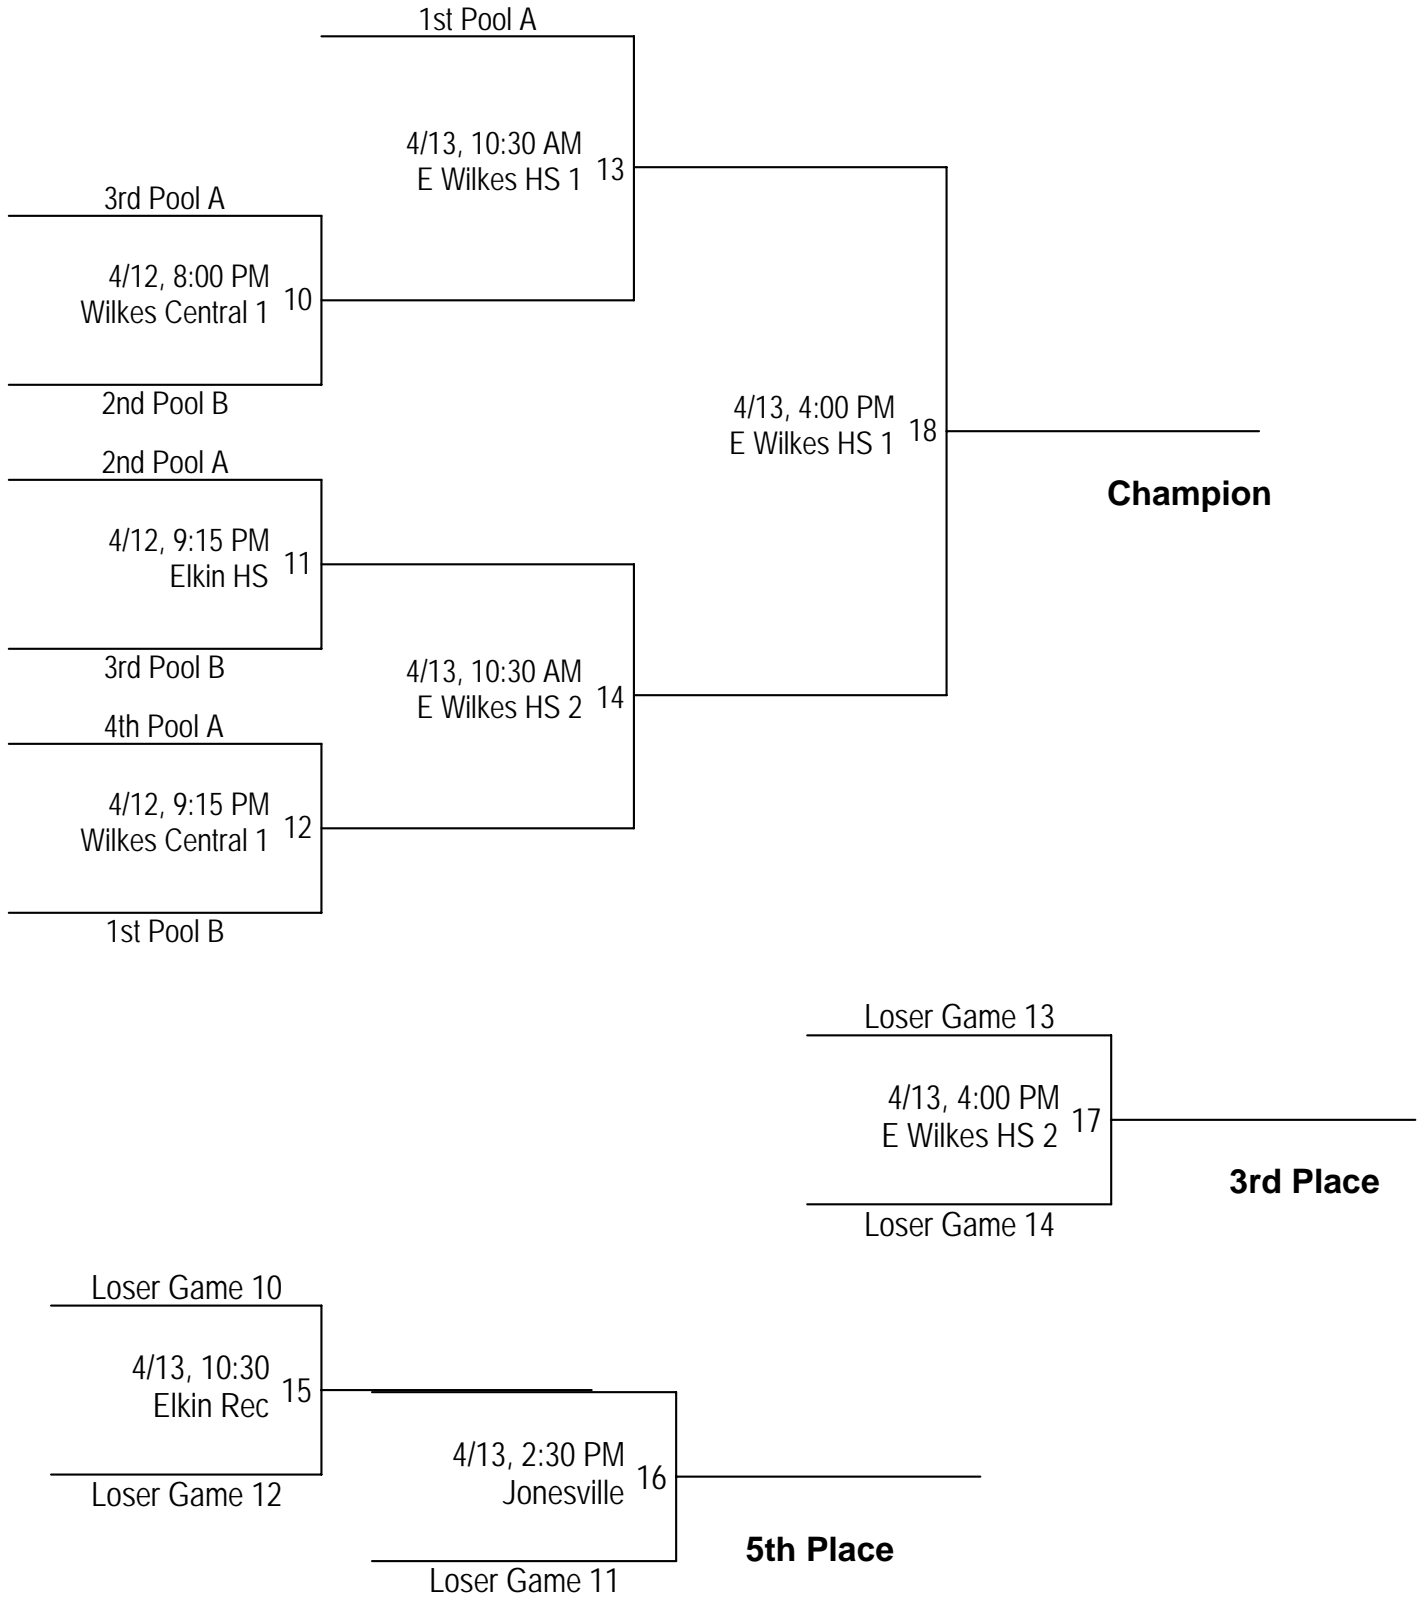 1st Pool A
4/13, 10:30 AM
E Wilkes HS 1
13
3rd Pool A
4/12, 8:00 PM
Wilkes Central 1
10
2nd Pool B
4/13, 4:00 PM
E Wilkes HS 1
18
Champion
2nd Pool A
4/12, 9:15 PM
Elkin HS
11
3rd Pool B
4/13, 10:30 AM
E Wilkes HS 2
14
4th Pool A
4/12, 9:15 PM
Wilkes Central 1
12
1st Pool B
Loser Game 13
4/13, 4:00 PM
E Wilkes HS 2
17
3rd Place
Loser Game 14
Loser Game 10
4/13, 10:30
Elkin Rec
15
Loser Game 12
4/13, 2:30 PM
Jonesville
16
5th Place
Loser Game 11